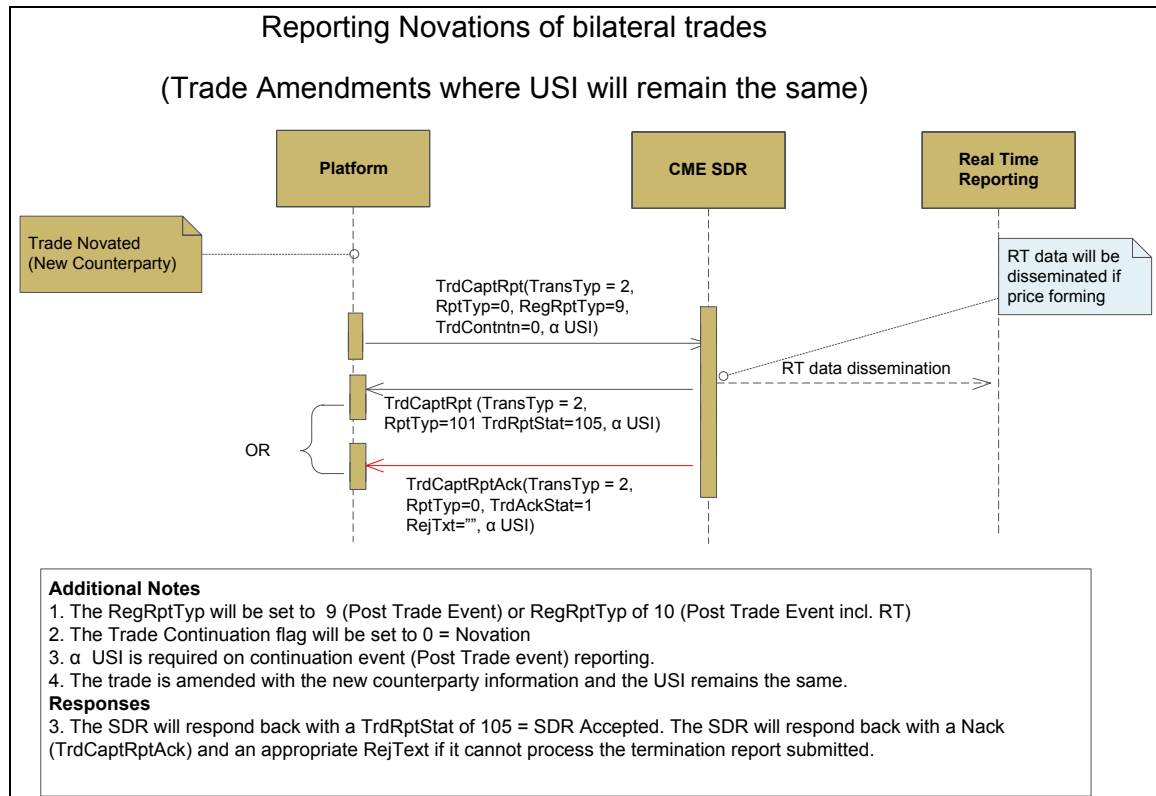 Reporting Novations of bilateral trades
(Trade Amendments where USI will remain the same)
Platform
CME SDR
Real Time
Reporting
Trade Novated
(New Counterparty)
RT data will be
disseminated if
price forming
TrdCaptRpt(TransTyp = 2,
RptTyp=0, RegRptTyp=9,
TrdContntn=0, α USI)
RT data dissemination
TrdCaptRpt (TransTyp = 2,
RptTyp=101 TrdRptStat=105, α USI)
OR
TrdCaptRptAck(TransTyp = 2,
RptTyp=0, TrdAckStat=1
RejTxt="", α USI)
Additional Notes
1. The RegRptTyp will be set to  9 (Post Trade Event) or RegRptTyp of 10 (Post Trade Event incl. RT)
2. The Trade Continuation flag will be set to 0 = Novation
3. α  USI is required on continuation event (Post Trade event) reporting.
4. The trade is amended with the new counterparty information and the USI remains the same.
Responses
3. The SDR will respond back with a TrdRptStat of 105 = SDR Accepted. The SDR will respond back with a Nack
(TrdCaptRptAck) and an appropriate RejText if it cannot process the termination report submitted.